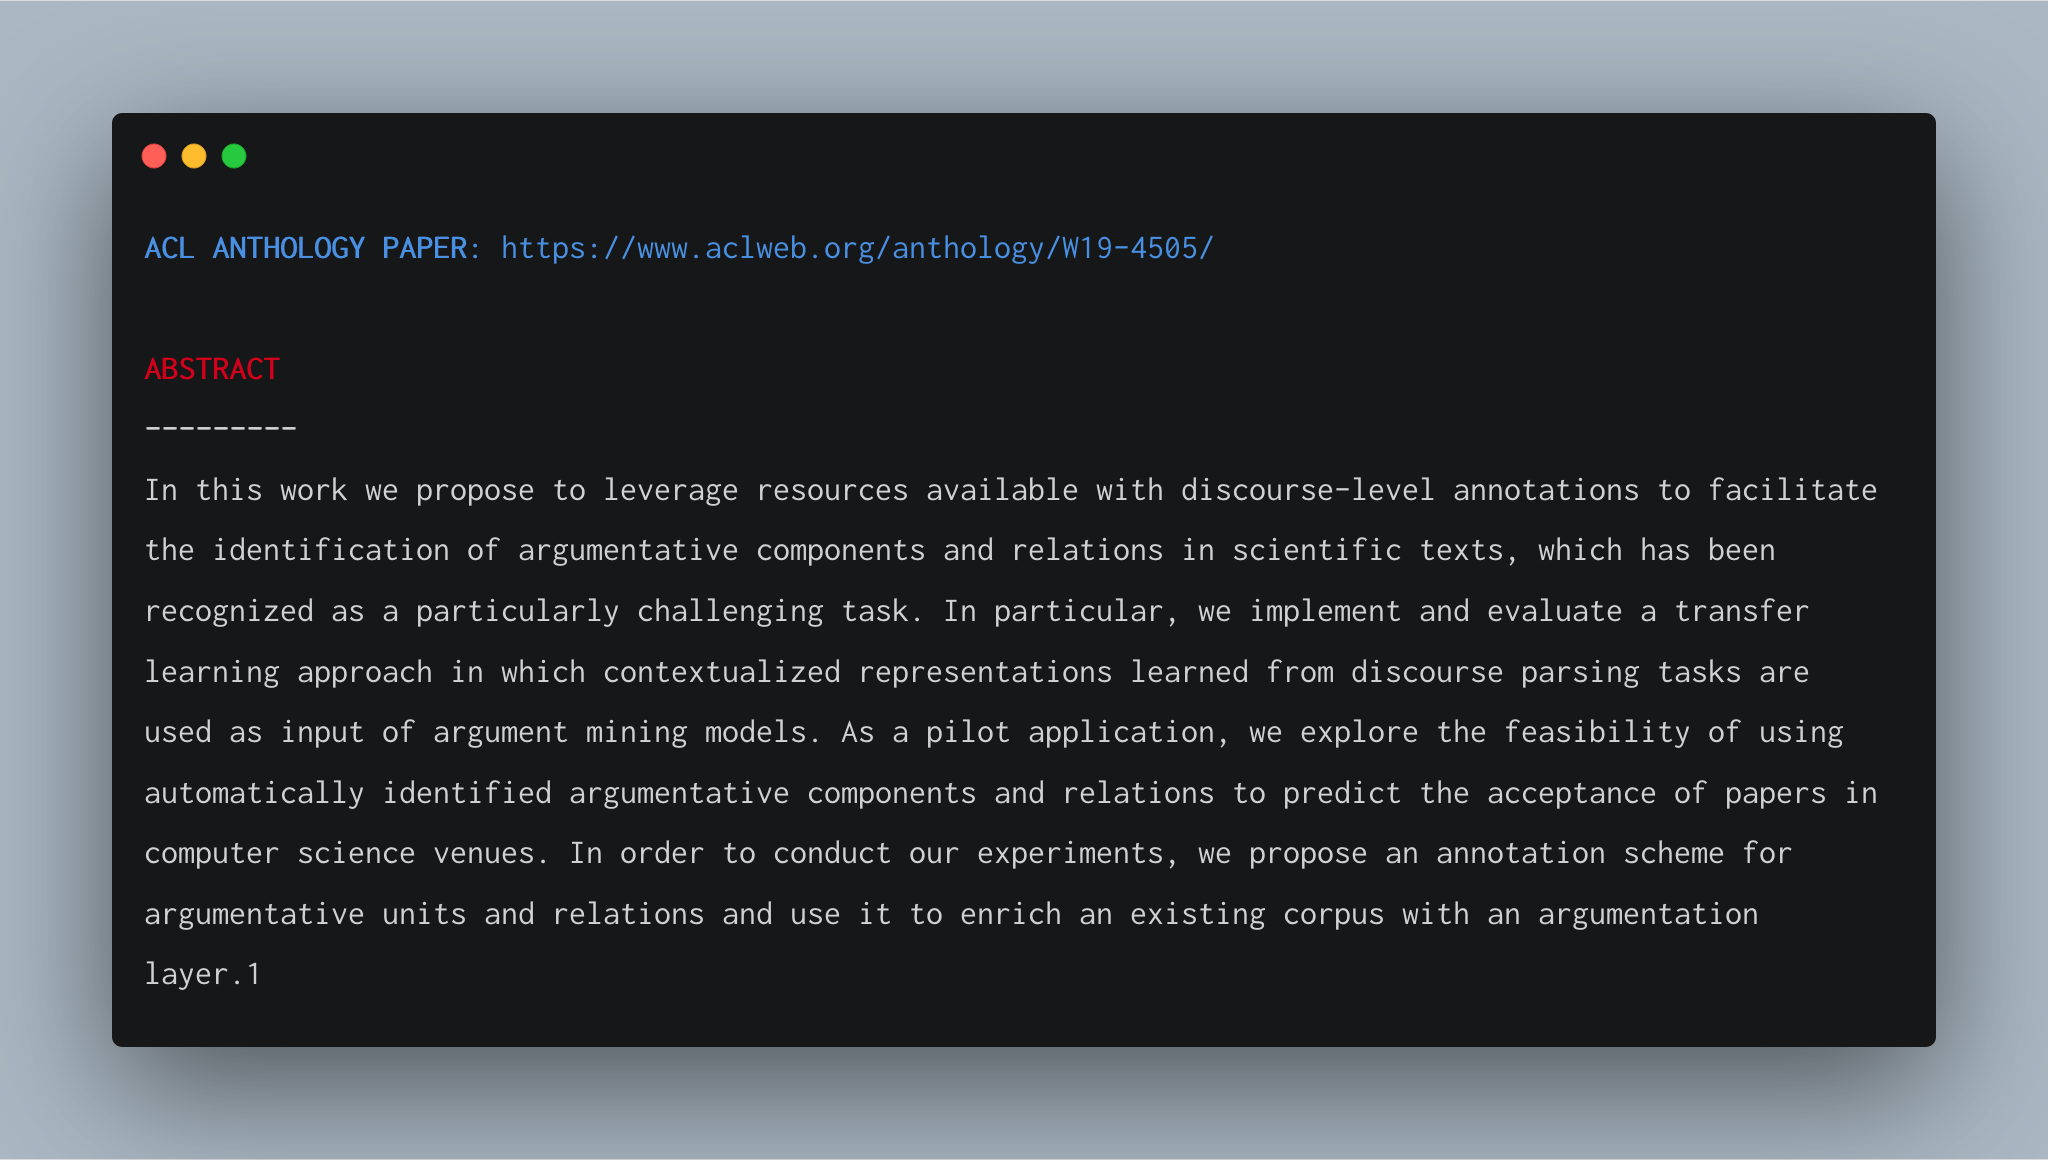 ACL ANTHOLOGY PAPER: https://www.aclweb.org/anthology/W19-4505/
ABSTRACT
---------
In this work we propose to leverage resources available with discourse-level annotations to facilitate
the identification of argumentative components and relations in scientific texts, which has been
recognized as a particularly challenging task. In particular, we implement and evaluate a transfer
learning approach in which contextualized representations learned from discourse parsing tasks are
used as input of argument mining models. As a pilot application, we explore the feasibility of using
automatically identified argumentative components and relations to predict the acceptance of papers in
computer science venues. In order to conduct our experiments, we propose an annotation scheme for
argumentative units and relations and use it to enrich an existing corpus with an argumentation
layer.1